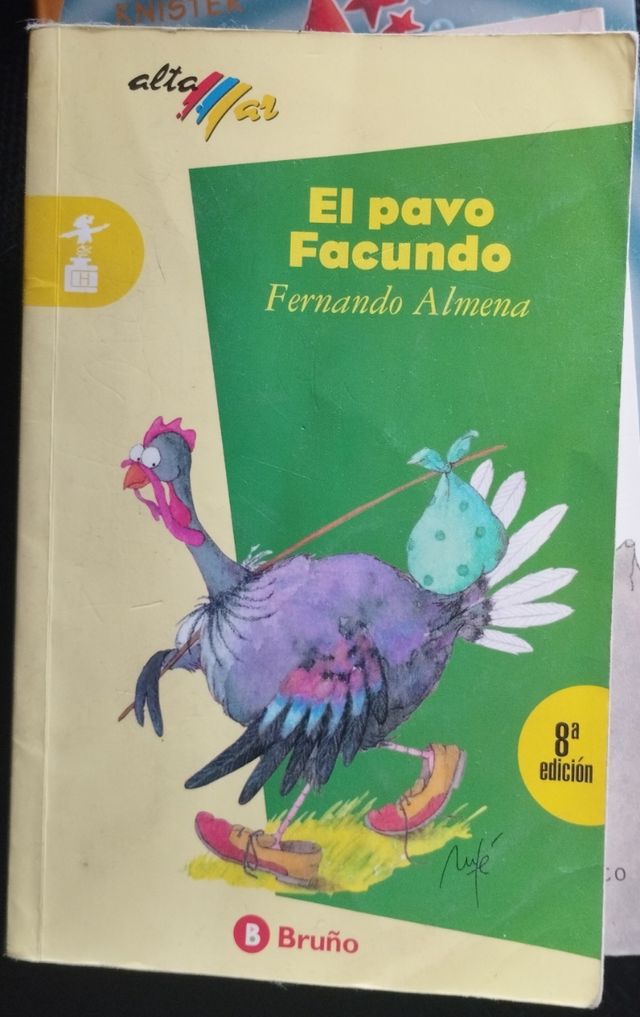 KNISTER
alta
mar
H
El pavo
Facundo
Fernando Almena
8ª
edición
B Bruño